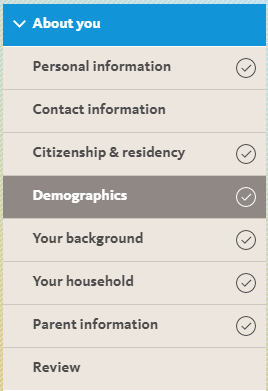 About you
Personal information
Contact information
Citizenship & residency
Demographics
Your background
Your household
Parent information
Review